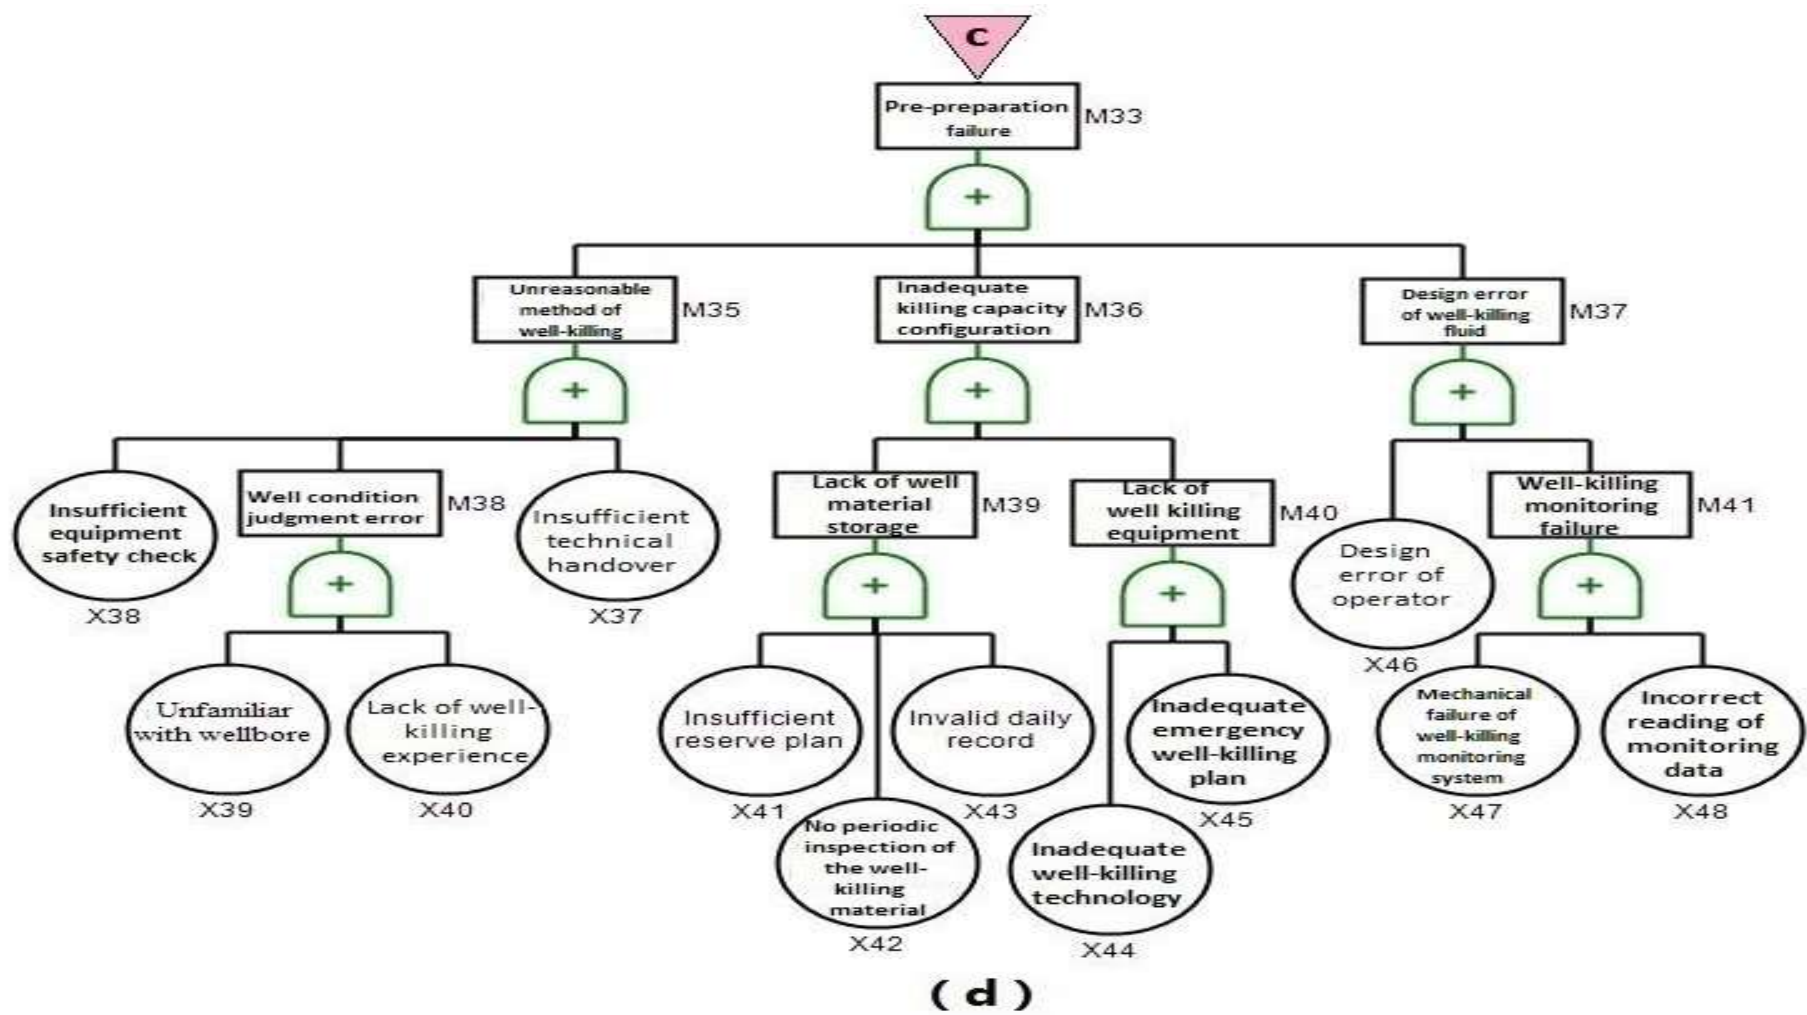 C
Pre-preparation
failure
M33
+
Unreasonable
method of
well-killing
M35
Inadequate
killing capacity
configuration
M36
Design error
of well-killing
fluid
M37
+
+
+
Insufficient
equipment
safety check
X38
Well condition
judgment error
M38
Insufficient
technical
handover
X37
Lack of well
material
storage
M39
Lack of
well killing
equipment
M40
Design
error of
operator
X46
Well-killing
monitoring
failure
M41
+
+
+
+
Unfamiliar
with wellbore
X39
Lack of well-
killing
experience
X40
Insufficient
reserve plan
X41
No periodic
inspection of
the well-
killing
material
X42
Invalid daily
record
X43
Inadequate
well-killing
technology
X44
Inadequate
emergency
well-killing
plan
X45
Mechanical
failure of
well-killing
monitoring
system
X47
Incorrect
reading of
monitoring
data
X48
( d )